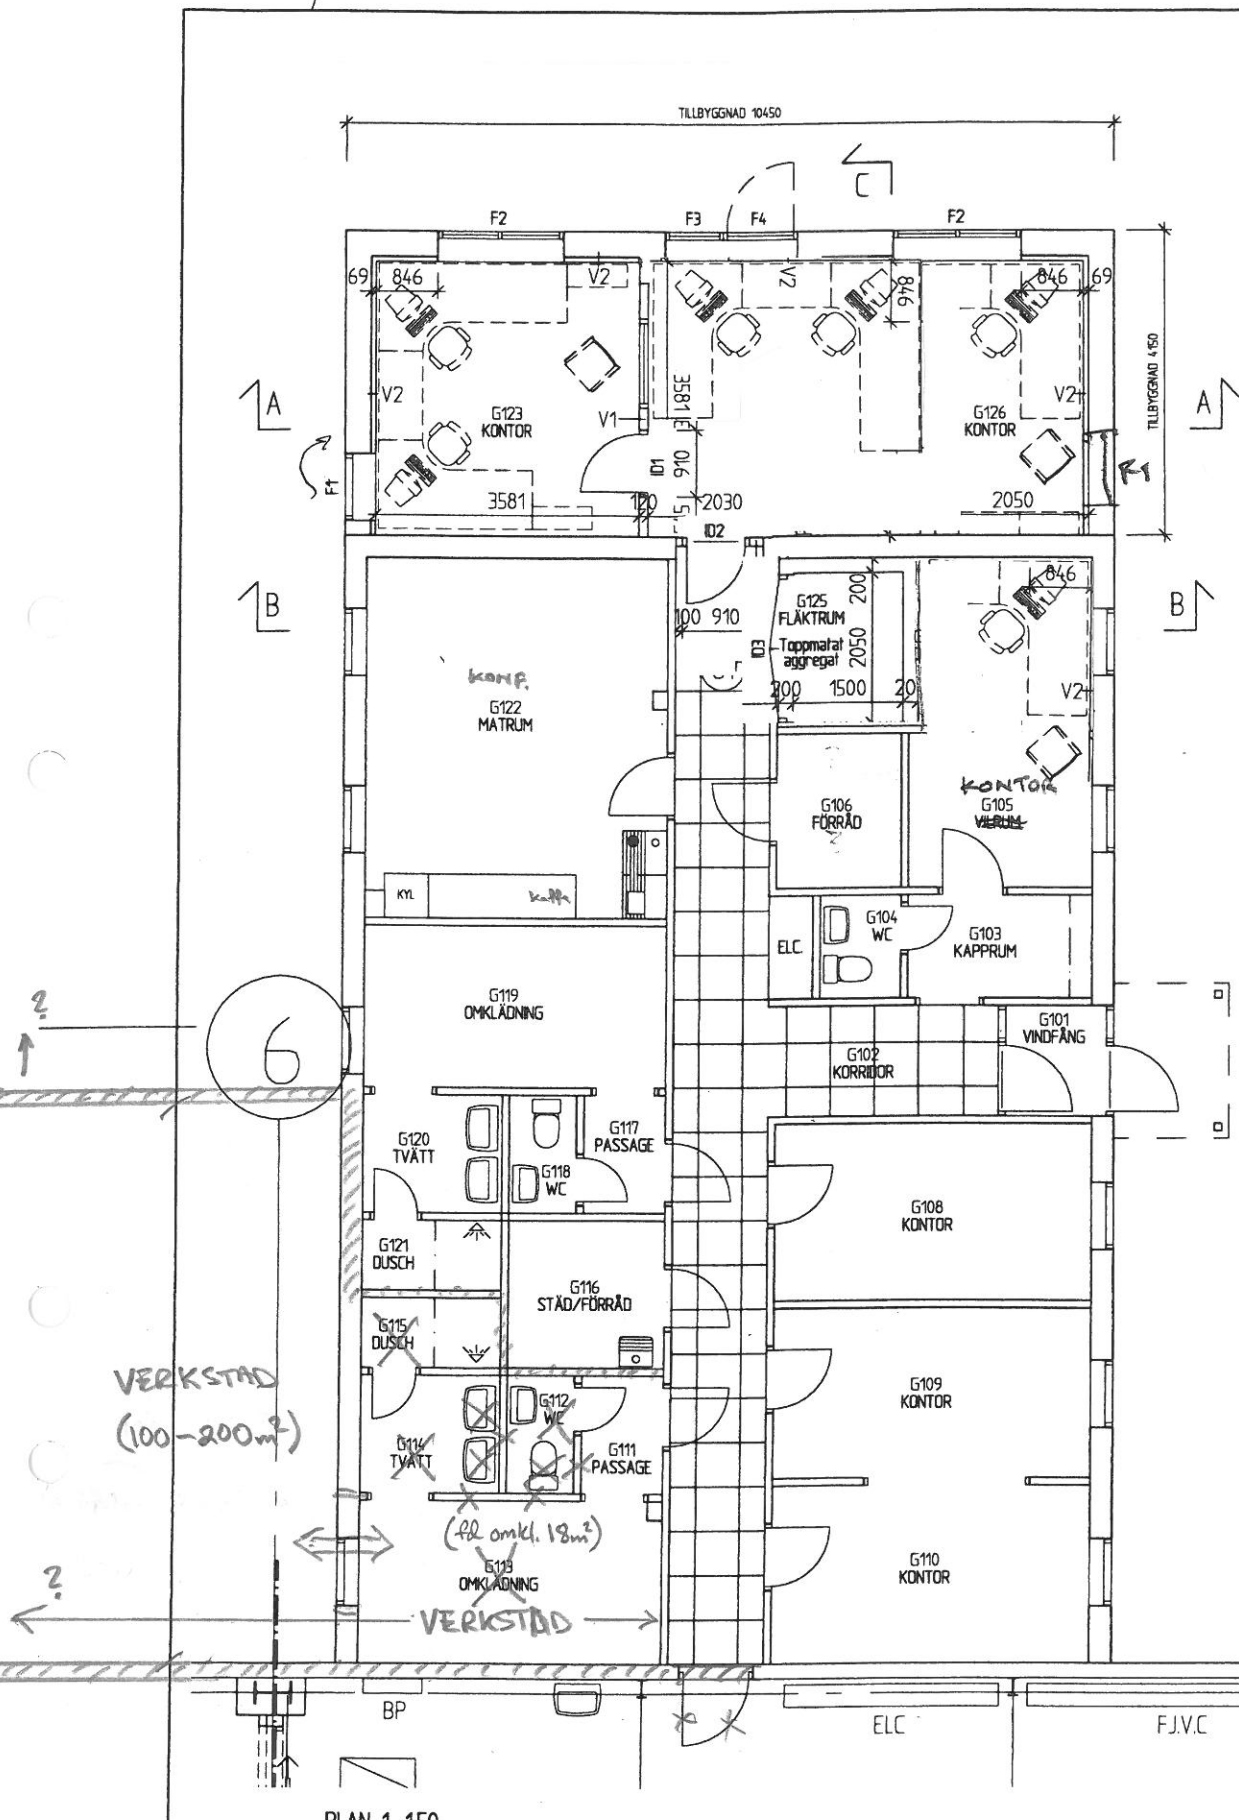 TILLBYGGNAD 10450
C
F2
F3
F4
F2
69
846
V2
V2
846
846
69
TILLBYGGNAD 4150
A
V2
G123
KONTOR
V1
3581
G126
KONTOR
V2
A
F1
ID1
910
3581
120
2030
2050
ID2
B
846
B
G125
FLÄKTRUM
Toppmatat
aggregat
200
2050
100
910
ID3
200
1500
20
V2
KONF.
G122
MATRUM
KONTOR
G105
VILRUM
G106
FÖRRÅD
KYL
kaffe
ELC
G104
WC
G103
KAPPRUM
G119
OMKLÄDNING
?
6
G101
VINDFÅNG
G102
KORRIDOR
G120
TVÄTT
G118
WC
G117
PASSAGE
G108
KONTOR
G121
DUSCH
G116
STÄD/FÖRRÅD
G115
DUSCH
VERKSTAD
(100-200m²)
G109
KONTOR
G112
WC
G114
TVÄTT
G111
PASSAGE
(fd omkl. 18m²)
G113
OMKLÄDNING
G110
KONTOR
?
VERKSTAD
BP
ELC
F.J.V.C
PLAN 1 1:50